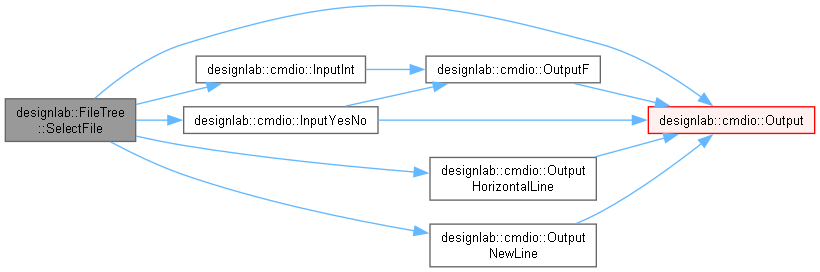 designlab::FileTree
::SelectFile
designlab::cmdio::InputInt
designlab::cmdio::OutputF
designlab::cmdio::InputYesNo
designlab::cmdio::Output
designlab::cmdio::Output
HorizontalLine
designlab::cmdio::Output
NewLine